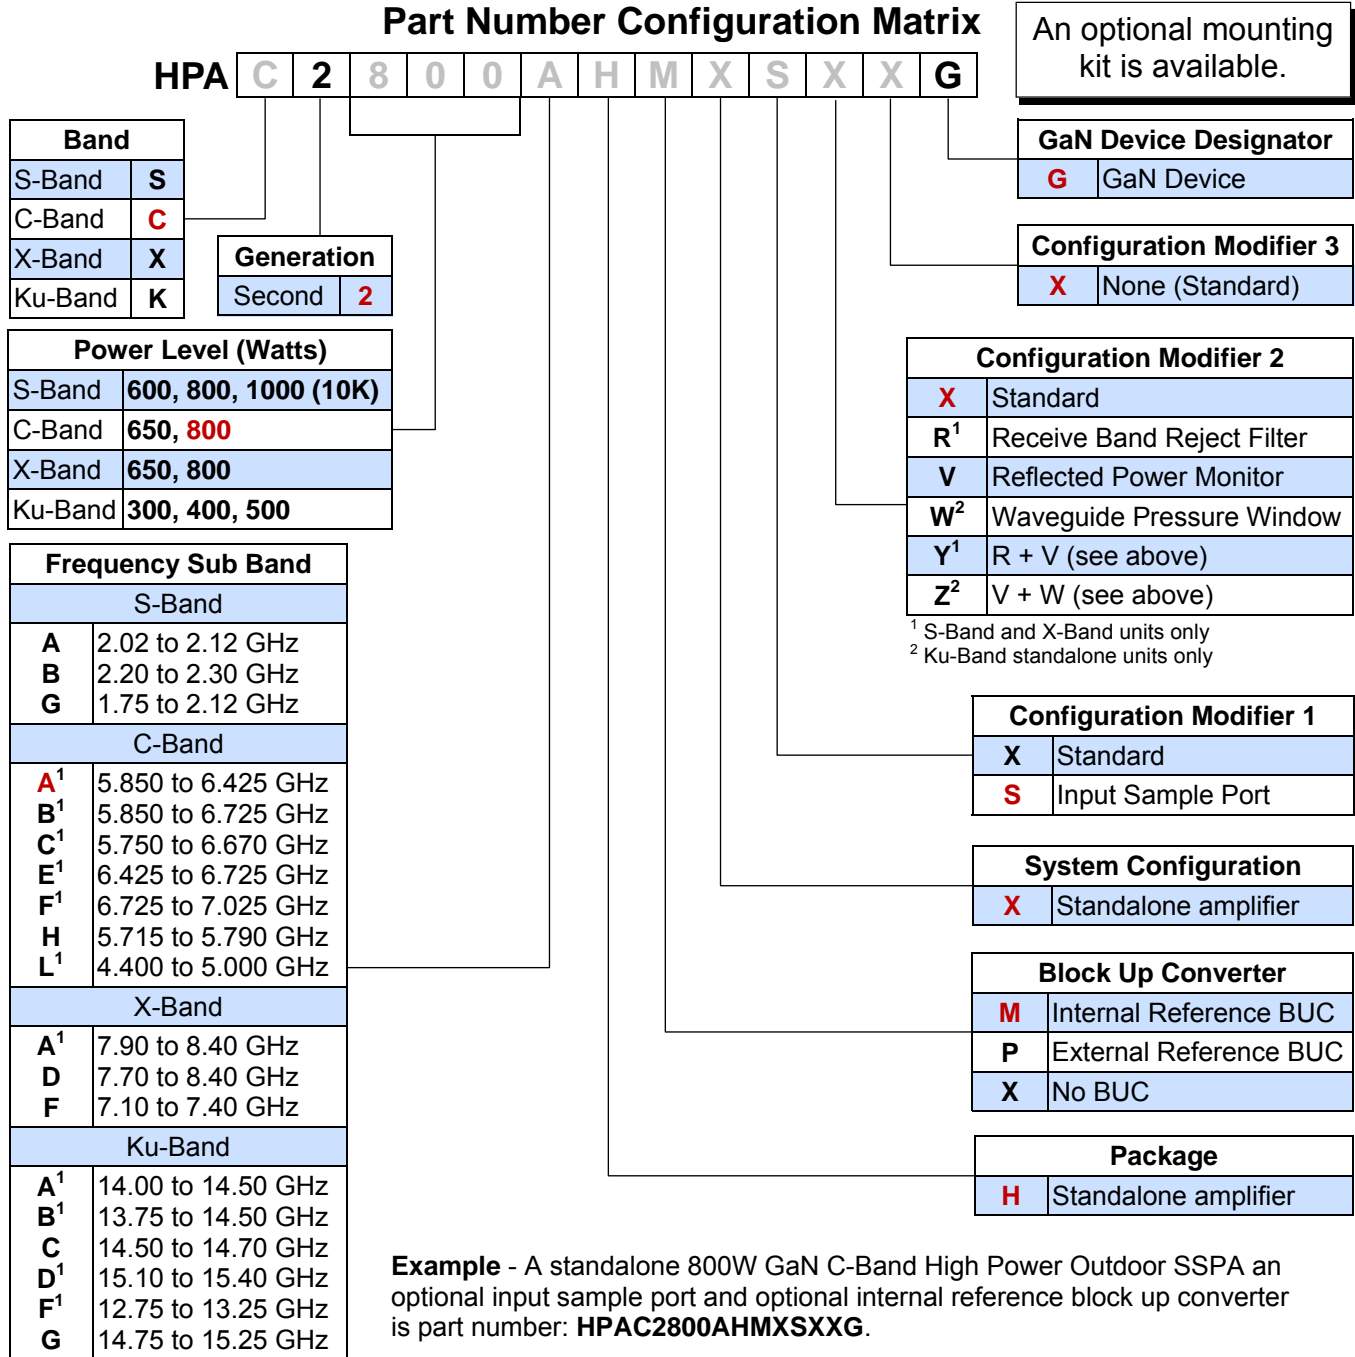 Part Number Configuration Matrix
An optional mounting
kit is available.
HPA C 2 8 0 0 A H M X S X X G
Band
S-Band S
C-Band C
X-Band X
Ku-Band K
Generation
Second 2
Power Level (Watts)
S-Band 600, 800, 1000 (10K)
C-Band 650, 800
X-Band 650, 800
Ku-Band 300, 400, 500
Frequency Sub Band
S-Band
A 2.02 to 2.12 GHz
B 2.20 to 2.30 GHz
G 1.75 to 2.12 GHz
C-Band
A¹ 5.850 to 6.425 GHz
B¹ 5.850 to 6.725 GHz
C¹ 5.750 to 6.670 GHz
E¹ 6.425 to 6.725 GHz
F¹ 6.725 to 7.025 GHz
H 5.715 to 5.790 GHz
L¹ 4.400 to 5.000 GHz
X-Band
A¹ 7.90 to 8.40 GHz
D 7.70 to 8.40 GHz
F 7.10 to 7.40 GHz
Ku-Band
A¹ 14.00 to 14.50 GHz
B¹ 13.75 to 14.50 GHz
C 14.50 to 14.70 GHz
D¹ 15.10 to 15.40 GHz
F¹ 12.75 to 13.25 GHz
G 14.75 to 15.25 GHz
GaN Device Designator
G GaN Device
Configuration Modifier 3
X None (Standard)
Configuration Modifier 2
X Standard
R¹ Receive Band Reject Filter
V Reflected Power Monitor
W² Waveguide Pressure Window
Y¹ R + V (see above)
Z² V + W (see above)
¹ S-Band and X-Band units only
² Ku-Band standalone units only
Configuration Modifier 1
X Standard
S Input Sample Port
System Configuration
X Standalone amplifier
Block Up Converter
M Internal Reference BUC
P External Reference BUC
X No BUC
Package
H Standalone amplifier
Example - A standalone 800W GaN C-Band High Power Outdoor SSPA an
optional input sample port and optional internal reference block up converter
is part number: HPAC2800AHMXSXXG.